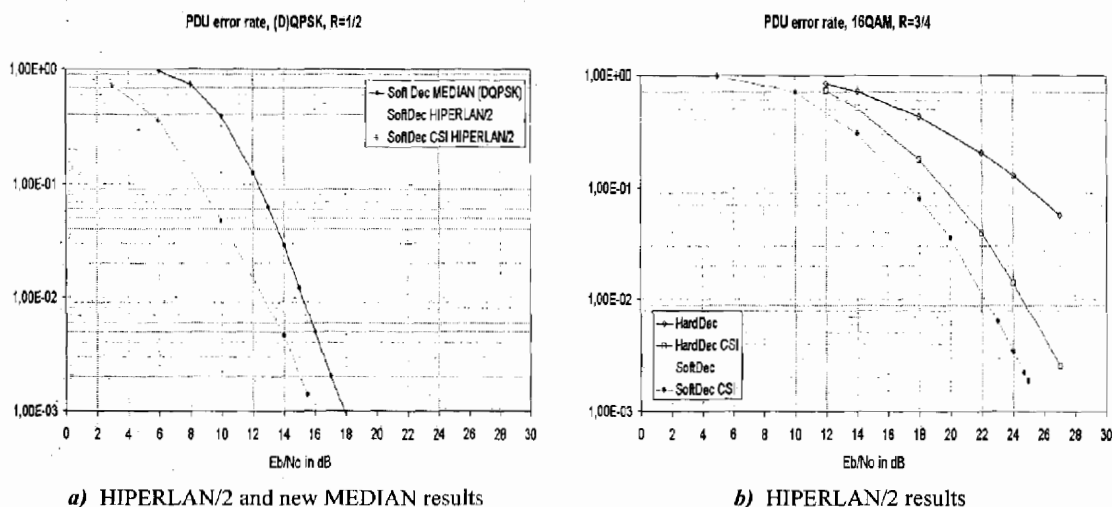 PDU error rate, (D)QPSK, R=1/2
1,00E+00
1,00E-01
1,00E-02
1,00E-03
Soft Dec MEDIAN (DQPSK)
SoftDec HIPERLAN/2
SoftDec CSI HIPERLAN/2
0 2 4 6 8 10 12 14 16 18 20 22 24 26 28 30
Eb/No in dB
a) HIPERLAN/2 and new MEDIAN results
PDU error rate, 16QAM, R=3/4
1,00E+00
1,00E-01
1,00E-02
1,00E-03
HardDec
HardDec CSI
SoftDec
SoftDec CSI
0 2 4 6 8 10 12 14 16 18 20 22 24 26 28 30
Eb/No in dB
b) HIPERLAN/2 results